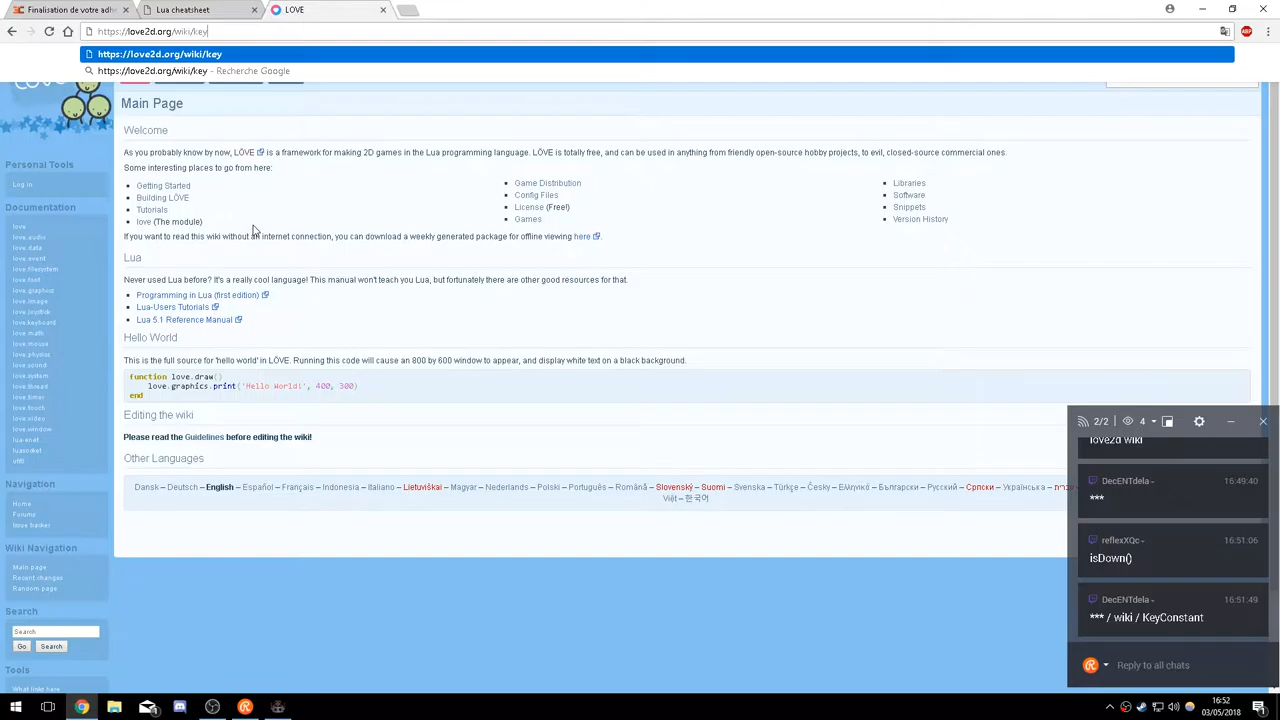 Finalisation de votre adh
Lua cheatsheet
LOVE
https://love2d.org/wiki/key
https://love2d.org/wiki/key
https://love2d.org/wiki/key - Recherche Google
Main Page
Welcome
As you probably know by now, LÖVE is a framework for making 2D games in the Lua programming language. LÖVE is totally free, and can be used in anything from friendly open-source hobby projects, to evil, closed-source commercial ones.
Some interesting places to go from here:
Getting Started
Building LÖVE
Tutorials
love (The module)
Game Distribution
Config Files
License (Free!)
Games
Libraries
Software
Snippets
Version History
If you want to read this wiki without an internet connection, you can download a weekly generated package for offline viewing here.
Lua
Never used Lua before? It's a really cool language! This manual won't teach you Lua, but fortunately there are other good resources for that.
Programming in Lua (first edition)
Lua-Users Tutorials
Lua 5.1 Reference Manual
Hello World
This is the full source for 'hello world' in LÖVE. Running this code will cause an 800 by 600 window to appear, and display white text on a black background.
function love.draw()
love.graphics.print('Hello World!', 400, 300)
end
Editing the wiki
Please read the Guidelines before editing the wiki!
Other Languages
Dansk – Deutsch – English – Español – Français – Indonesia – Italiano – Lietuviškai – Magyar – Nederlands – Polski – Português – Română – Slovenský – Suomi – Svenska – Türkçe – Česky – Ελληνικά – Български – Русский – Српски – Українська –
Việt – 한국어
Personal Tools
Log in
Documentation
love
love.audio
love.data
love.event
love.filesystem
love.font
love.graphics
love.image
love.joystick
love.keyboard
love.math
love.mouse
love.physics
love.sound
love.system
love.thread
love.timer
love.touch
love.video
love.window
lua-enet
luasocket
utf8
Navigation
Home
Forums
Issue tracker
Wiki Navigation
Main page
Recent changes
Random page
Search
Search
Go Search
Tools
What links here
2/2 4
love2d wiki
DecENTdela 16:49:40
***
reflexXQc 16:51:06
isDown()
DecENTdela 16:51:49
*** / wiki / KeyConstant
Reply to all chats
16:52
03/05/2018